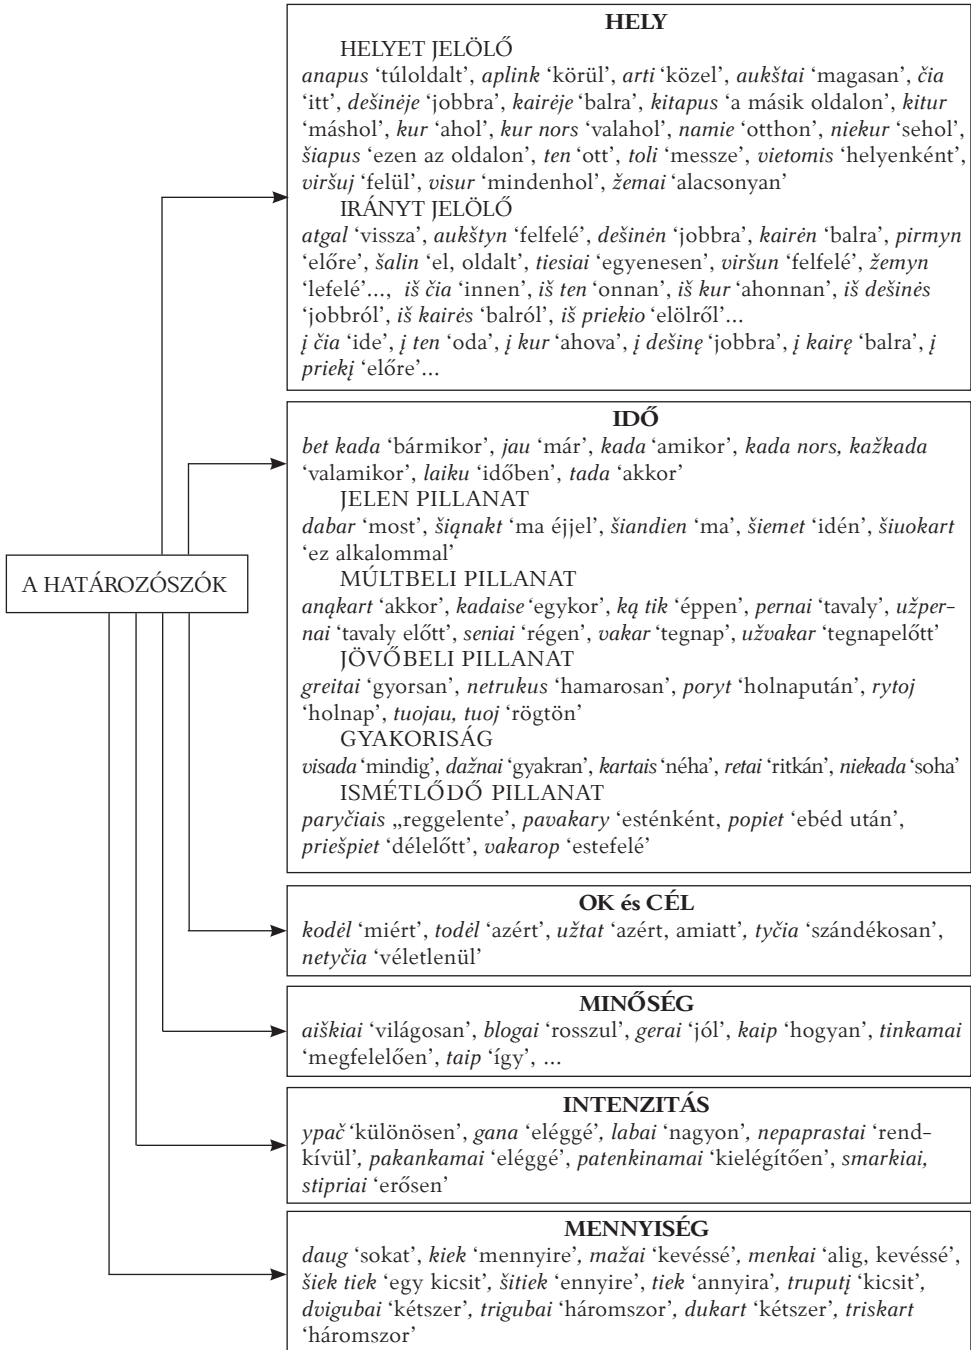 HELY
HELYET JELÖLŐ
anapus ‘túloldalt’, aplink ‘körül’, arti ‘közel’, aukštai ‘magasan’, čia
‘itt’, dešinėje ‘jobbra’, kairėje ‘balra’, kitapus ‘a másik oldalon’, kitur
‘máshol’, kur ‘ahol’, kur nors ‘valahol’, namie ‘otthon’, niekur ‘sehol’,
šiapus ‘ezen az oldalon’, ten ‘ott’, toli ‘messze’, vietomis ‘helyenként’,
viršuj ‘felül’, visur ‘mindenhol’, žemai ‘alacsonyan’
IRÁNYT JELÖLŐ
atgal ‘vissza’, aukštyn ‘felfelé’, dešinėn ‘jobbra’, kairėn ‘balra’, pirmyn
‘előre’, šalin ‘el, oldalt’, tiesiai ‘egyenesen’, viršun ‘felfelé’, žemyn
‘lefelé’..., iš čia ‘innen’, iš ten ‘onnan’, iš kur ‘ahonnan’, iš dešinės
‘jobbról’, iš kairės ‘balról’, iš priekio ‘elölről’...
į čia ‘ide’, į ten ‘oda’, į kur ‘ahova’, į dešinę ‘jobbra’, į kairę ‘balra’, į
priekį ‘előre’...
IDŐ
bet kada ‘bármikor’, jau ‘már’, kada ‘amikor’, kada nors, kažkada
‘valamikor’, laiku ‘időben’, tada ‘akkor’
JELEN PILLANAT
dabar ‘most’, šiąnakt ‘ma éjjel’, šiandien ‘ma’, šiemet ‘idén’, šiuokart
‘ez alkalommal’
A HATÁROZÓSZÓK
MÚLTBELI PILLANAT
anąkart ‘akkor’, kadaise ‘egykor’, ką tik ‘éppen’, pernai ‘tavaly’, užper-
nai ‘tavaly előtt’, seniai ‘régen’, vakar ‘tegnap’, užvakar ‘tegnapelőtt’
JÖVŐBELI PILLANAT
greitai ‘gyorsan’, netrukus ‘hamarosan’, poryt ‘holnapután’, rytoj
‘holnap’, tuojau, tuoj ‘rögtön’
GYAKORISÁG
visada ‘mindig’, dažnai ‘gyakran’, kartais ‘néha’, retai ‘ritkán’, niekada ‘soha’
ISMÉTLŐDŐ PILLANAT
paryčiais „reggelente’, pavakary ‘esténként, popiet ‘ebéd után’,
priešpiet ‘délelőtt’, vakarop ‘estefelé’
OK és CÉL
kodėl ‘miért’, todėl ‘azért’, užtat ‘azért, amiatt’, tyčia ‘szándékosan’,
netyčia ‘véletlenül’
MINŐSÉG
aiškiai ‘világosan’, blogai ‘rosszul’, gerai ‘jól’, kaip ‘hogyan’, tinkamai
‘megfelelően’, taip ‘így’, ...
INTENZITÁS
ypač ‘különösen’, gana ‘eléggé’, labai ‘nagyon’, nepaprastai ‘rend-
kívül’, pakankamai ‘eléggé’, patenkinamai ‘kielégítően’, smarkiai,
stipriai ‘erősen’
MENNYISÉG
daug ‘sokat’, kiek ‘mennyire’, mažai ‘kevéssé’, menkai ‘alig, kevéssé’,
šiek tiek ‘egy kicsit’, šitiek ‘ennyire’, tiek ‘annyira’, truputį ‘kicsit’,
dvigubai ‘kétszer’, trigubai ‘háromszor’, dukart ‘kétszer’, triskart
‘háromszor’